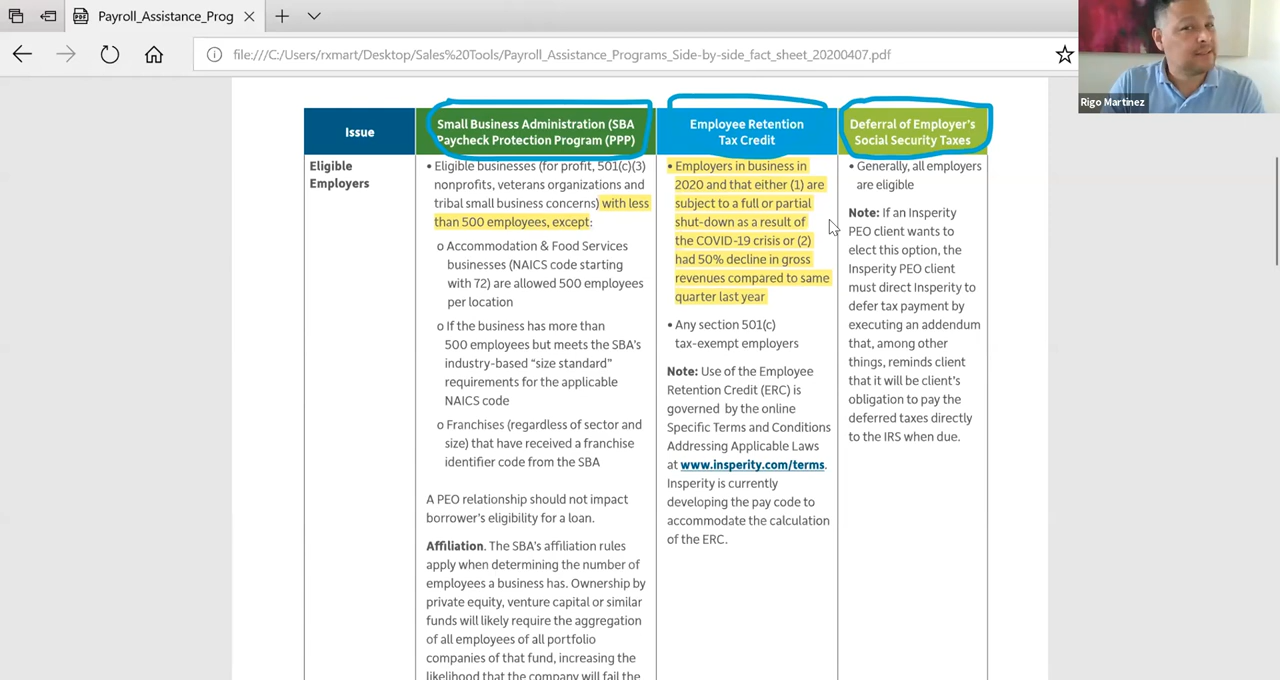 Payroll_Assistance_Prog
file:///C:/Users/rxmart/Desktop/Sales%20Tools/Payroll_Assistance_Programs_Side-by-side_fact_sheet_20200407.pdf
Rigo Martinez
Issue
Small Business Administration (SBA
Paycheck Protection Program (PPP)
Employee Retention
Tax Credit
Deferral of Employer's
Social Security Taxes
Eligible
Employers
• Eligible businesses (for profit, 501(c)(3)
nonprofits, veterans organizations and
tribal small business concerns) with less
than 500 employees, except:
o Accommodation & Food Services
businesses (NAICS code starting
with 72) are allowed 500 employees
per location
o If the business has more than
500 employees but meets the SBA's
industry-based “size standard”
requirements for the applicable
NAICS code
o Franchises (regardless of sector and
size) that have received a franchise
identifier code from the SBA
A PEO relationship should not impact
borrower's eligibility for a loan.
Affiliation. The SBA's affiliation rules
apply when determining the number of
employees a business has. Ownership by
private equity, venture capital or similar
funds will likely require the aggregation
of all employees of all portfolio
companies of that fund, increasing the
likelihood that the company will fail the
• Employers in business in
2020 and that either (1) are
subject to a full or partial
shut-down as a result of
the COVID-19 crisis or (2)
had 50% decline in gross
revenues compared to same
quarter last year
• Any section 501(c)
tax-exempt employers
Note: Use of the Employee
Retention Credit (ERC) is
governed by the online
Specific Terms and Conditions
Addressing Applicable Laws
at www.insperity.com/terms.
Insperity is currently
developing the pay code to
accommodate the calculation
of the ERC.
• Generally, all employers
are eligible
Note: If an Insperity
PEO client wants to
elect this option, the
Insperity PEO client
must direct Insperity to
defer tax payment by
executing an addendum
that, among other
things, reminds client
that it will be client's
obligation to pay the
deferred taxes directly
to the IRS when due.